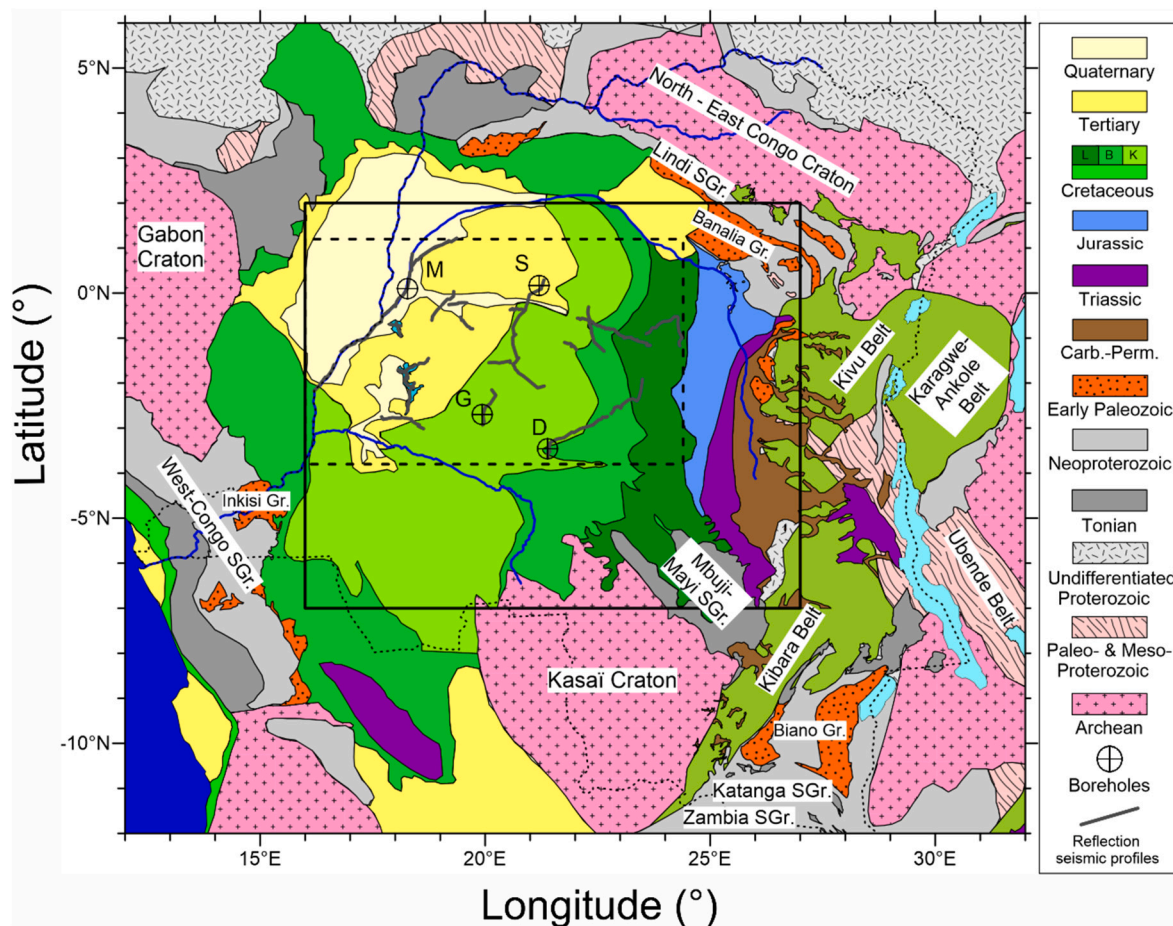 5°N
0°N
-5°N
-10°N
15°E
20°E
25°E
30°E
Latitude (°)
Longitude (°)
North - East Congo Craton
Lindi SGr.
Banalia Gr.
Gabon
Craton
M
S
G
D
Kivu Belt
Karagwe-
Ankole
Belt
West-Congo SGr.
Inkisi Gr.
Mbuji-
Mayi SGr.
Ubende Belt
Kibara Belt
Kasaï Craton
Biano Gr.
Katanga SGr.
Zambia SGr.
Quaternary
Tertiary
L B K
Cretaceous
Jurassic
Triassic
Carb.-Perm.
Early Paleozoic
Neoproterozoic
Tonian
Undifferentiated
Proterozoic
Paleo- & Meso-
Proterozoic
Archean
Boreholes
Reflection
seismic profiles